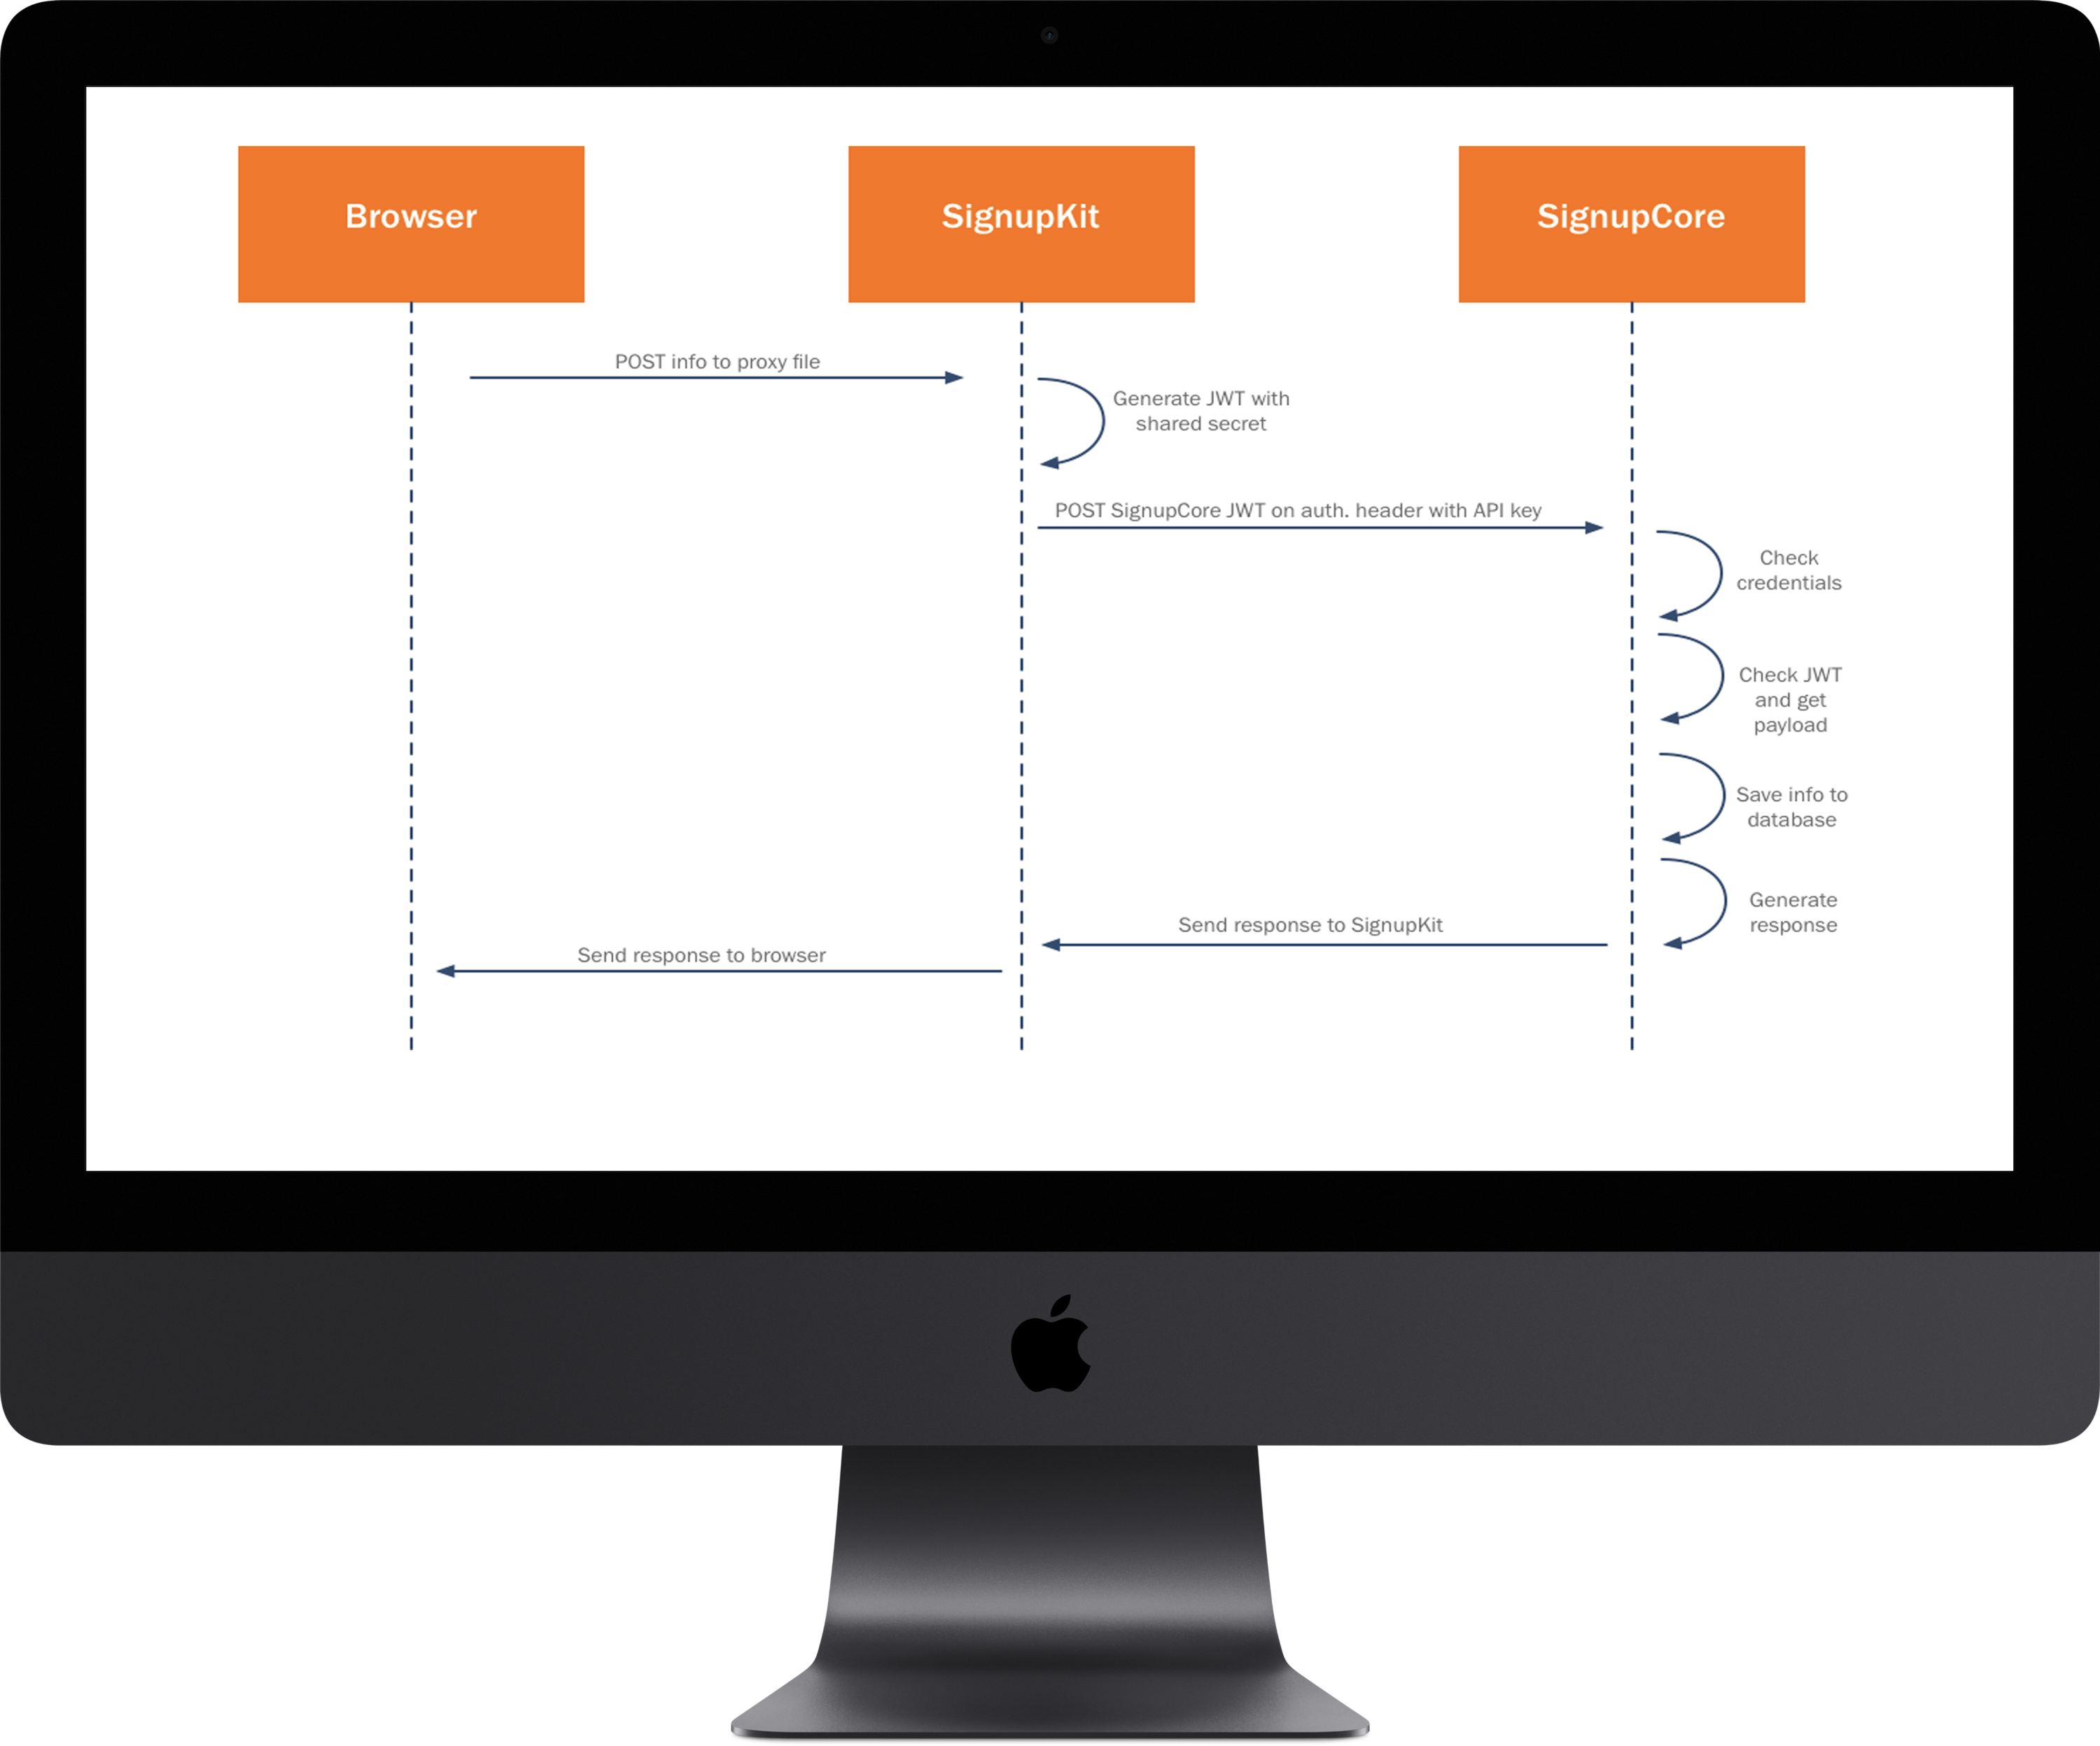 Browser
SignupKit
SignupCore
POST info to proxy file
Generate JWT with
shared secret
POST SignupCore JWT on auth. header with API key
Check
credentials
Check JWT
and get
payload
Save info to
database
Generate
response
Send response to SignupKit
Send response to browser